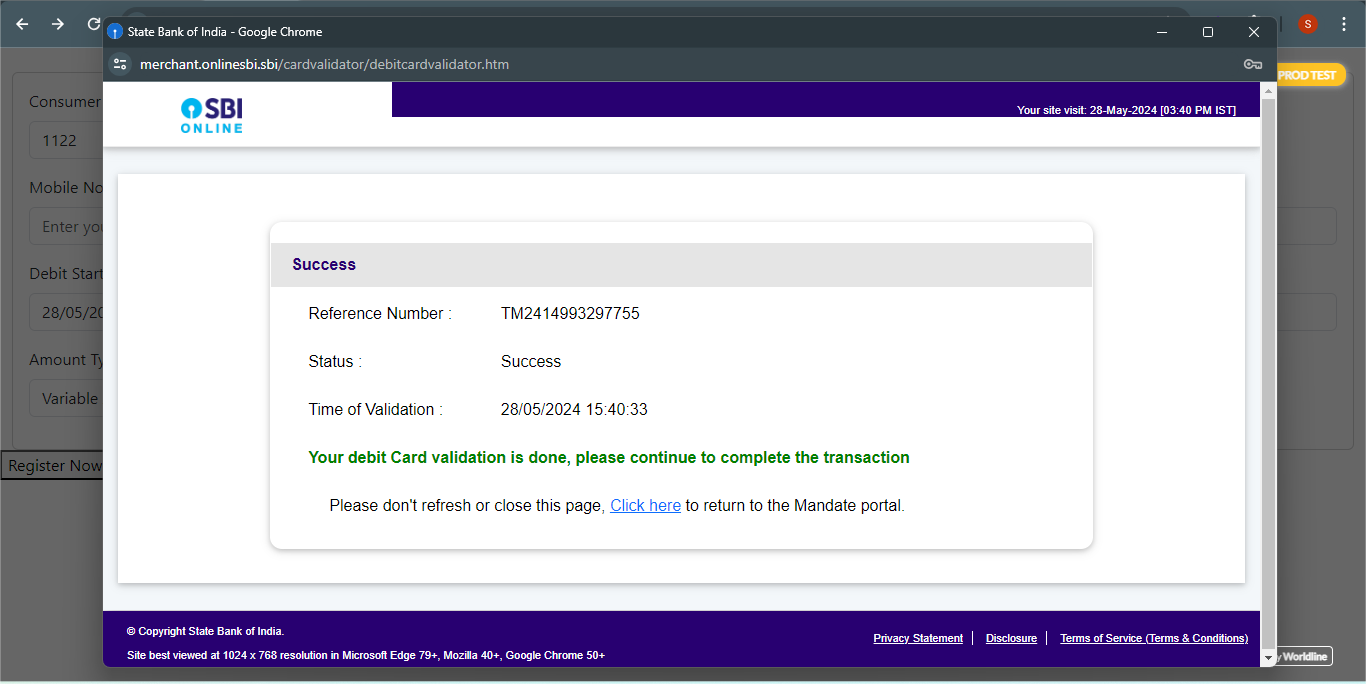 State Bank of India - Google Chrome
S
merchant.onlinesbi.sbi/cardvalidator/debitcardvalidator.htm
PROD TEST
SBI
ONLINE
Your site visit: 28-May-2024 [03:40 PM IST]
Consumer
1122
Mobile No
Enter you
Debit Start
28/05/20
Amount Ty
Variable
Register Now
Success
Reference Number : TM2414993297755
Status : Success
Time of Validation : 28/05/2024 15:40:33
Your debit Card validation is done, please continue to complete the transaction
Please don't refresh or close this page, Click here to return to the Mandate portal.
© Copyright State Bank of India.
Privacy Statement | Disclosure | Terms of Service (Terms & Conditions)
Site best viewed at 1024 x 768 resolution in Microsoft Edge 79+, Mozilla 40+, Google Chrome 50+
y Worldline